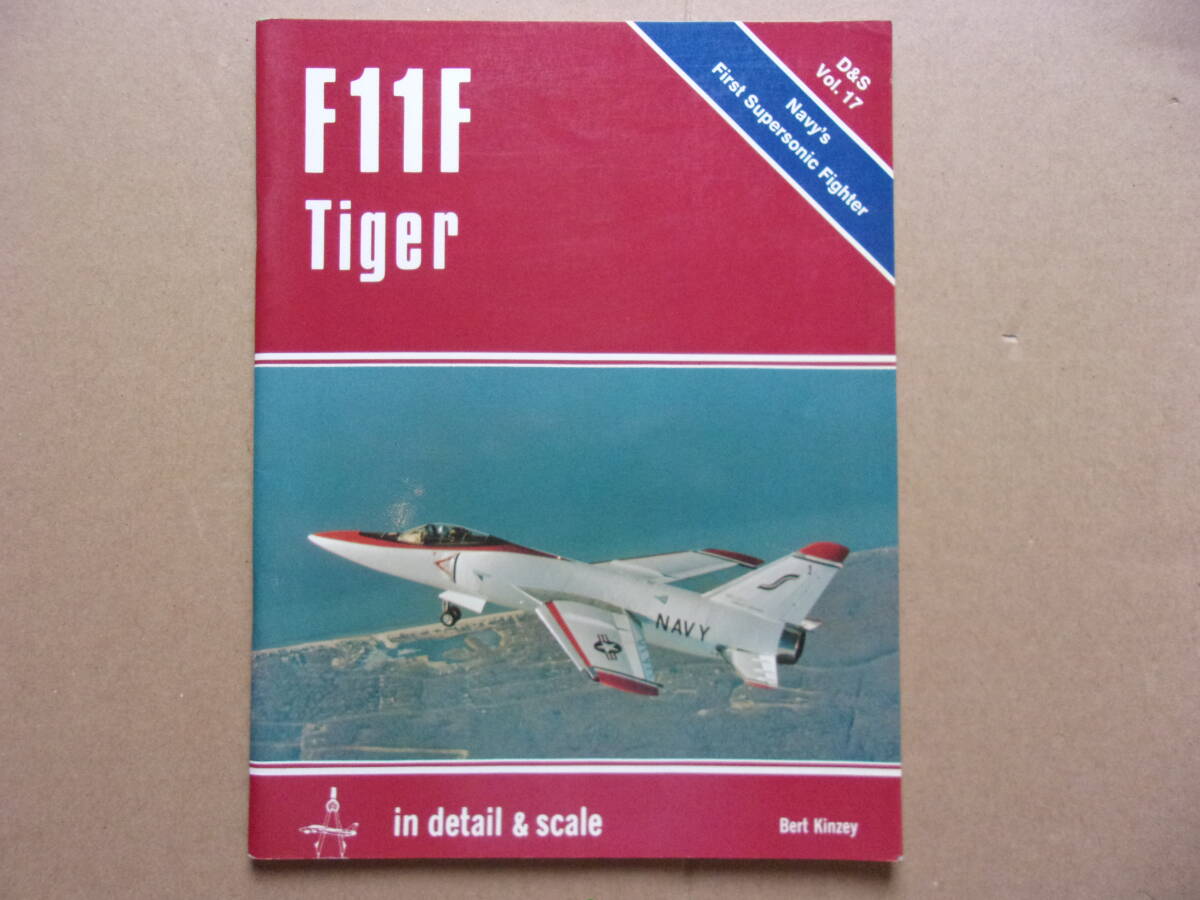 F11F
Tiger
D&S
Vol. 17
Navy's
First Supersonic Fighter
NAVY
in detail & scale
Bert Kinzey